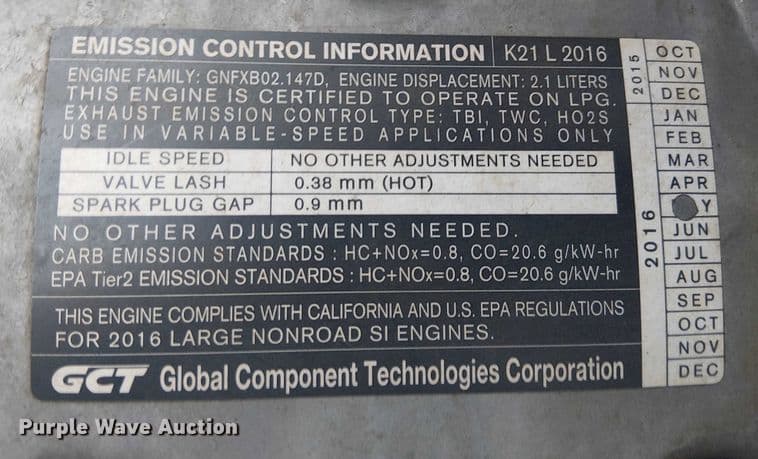 EMISSION CONTROL INFORMATION K21 L 2016
ENGINE FAMILY: GNFXB02.147D, ENGINE DISPLACEMENT: 2.1 LITERS
THIS ENGINE IS CERTIFIED TO OPERATE ON LPG.
EXHAUST EMISSION CONTROL TYPE: TBI, TWC, HO2S
USE IN VARIABLE-SPEED APPLICATIONS ONLY
IDLE SPEED NO OTHER ADJUSTMENTS NEEDED
VALVE LASH 0.38 mm (HOT)
SPARK PLUG GAP 0.9 mm
NO OTHER ADJUSTMENTS NEEDED.
CARB EMISSION STANDARDS : HC+NOx=0.8, CO=20.6 g/kW-hr
EPA Tier2 EMISSION STANDARDS : HC+NOx=0.8, CO=20.6 g/kW-hr
THIS ENGINE COMPLIES WITH CALIFORNIA AND U.S. EPA REGULATIONS
FOR 2016 LARGE NONROAD SI ENGINES.
GCT Global Component Technologies Corporation
2015
OCT
NOV
DEC
2016
JAN
FEB
MAR
APR
Y
JUN
JUL
AUG
SEP
OCT
NOV
DEC
Purple Wave Auction